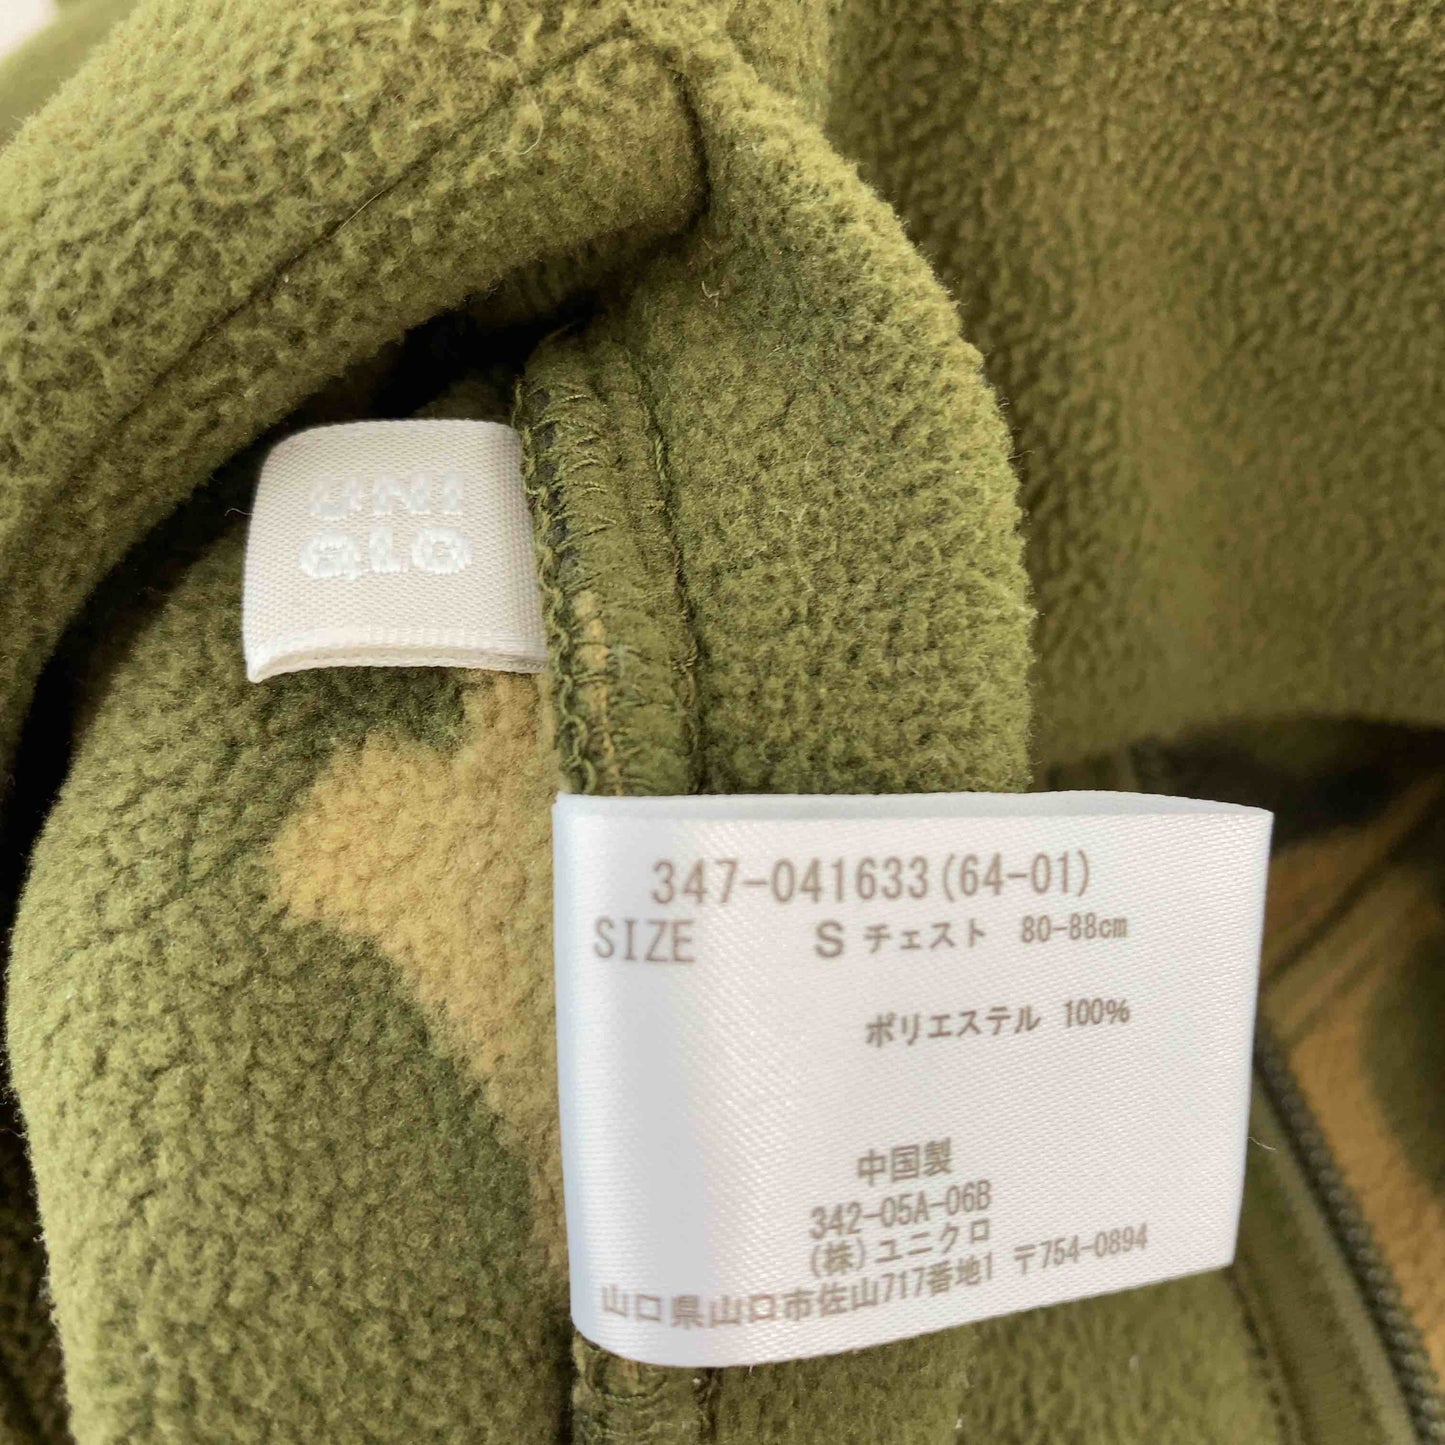 UNI
QLO
347-041633(64-01)
SIZE S チェスト 80-88cm
ポリエステル 100%
中国製
342-05A-06B
(株)ユニクロ
山口県山口市佐山717番地1 〒754-0894